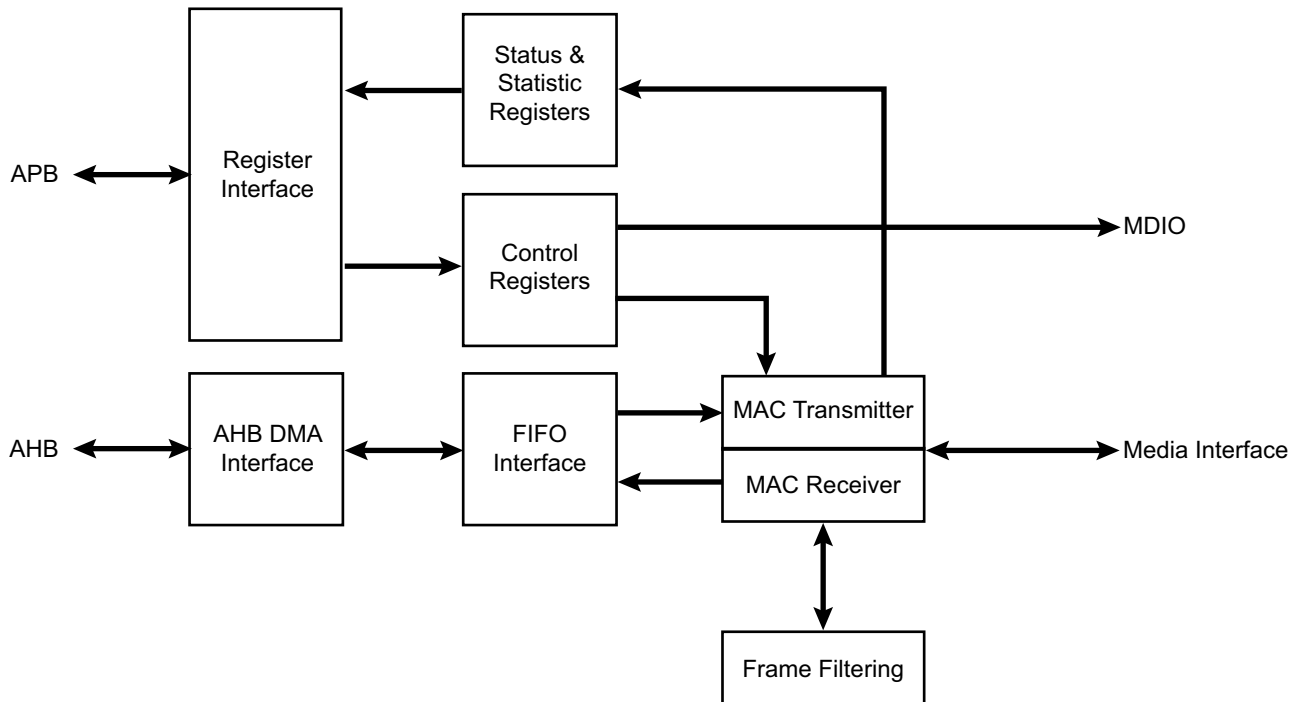 Status &
Statistic
Registers
APB
Register
Interface
MDIO
Control
Registers
MAC Transmitter
AHB
AHB DMA
Interface
FIFO
Interface
Media Interface
MAC Receiver
Frame Filtering